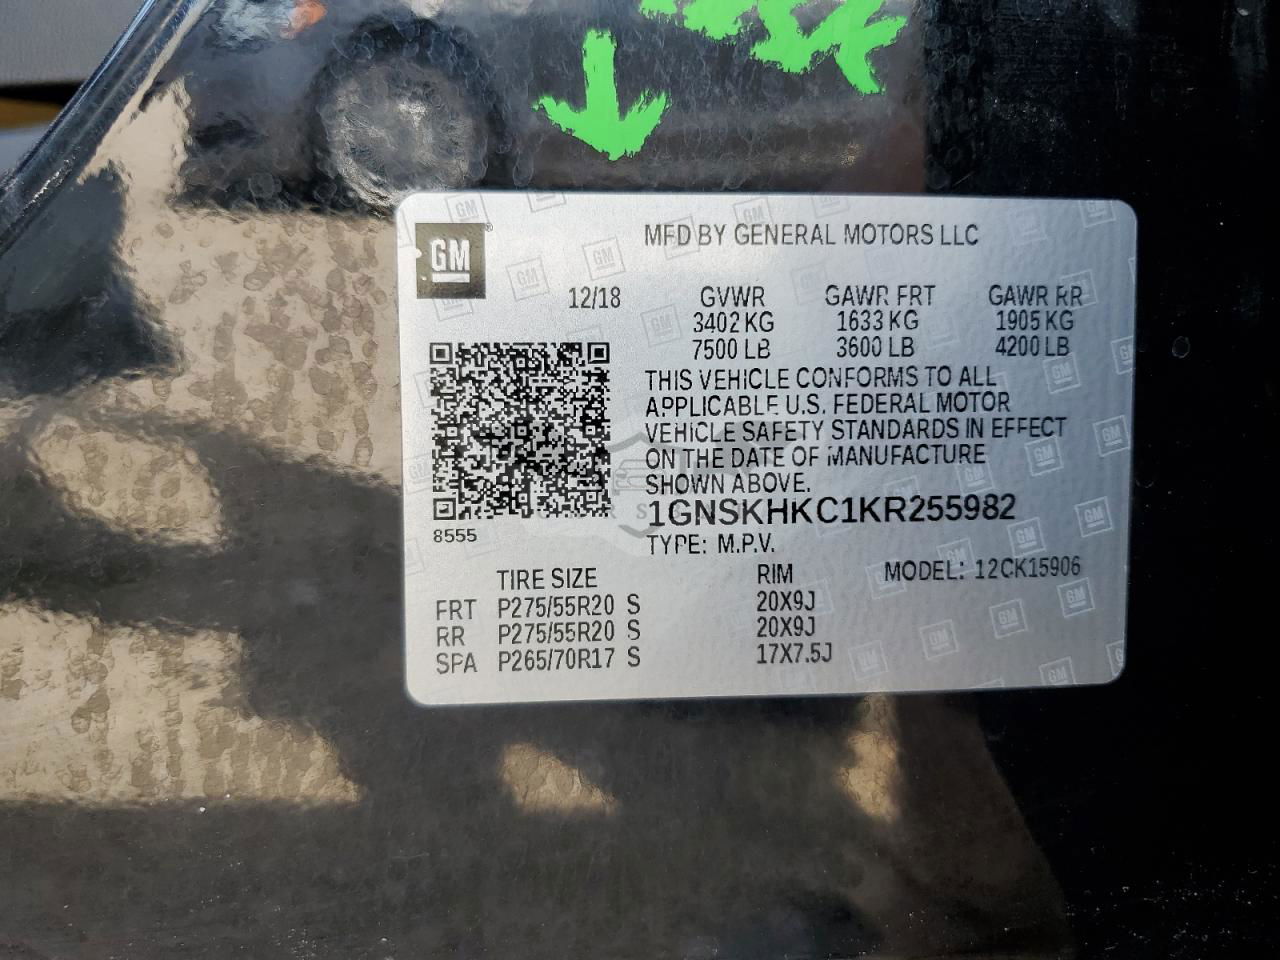 GM
MFD BY GENERAL MOTORS LLC
12/18 GVWR GAWR FRT GAWR RR
3402 KG 1633 KG 1905 KG
7500 LB 3600 LB 4200 LB
THIS VEHICLE CONFORMS TO ALL
APPLICABLE U.S. FEDERAL MOTOR
VEHICLE SAFETY STANDARDS IN EFFECT
ON THE DATE OF MANUFACTURE
SHOWN ABOVE.
1GNSKHKC1KR255982
8555
TYPE: M.P.V.
TIRE SIZE RIM MODEL: 12CK15906
FRT P275/55R20 S 20X9J
RR P275/55R20 S 20X9J
SPA P265/70R17 S 17X7.5J